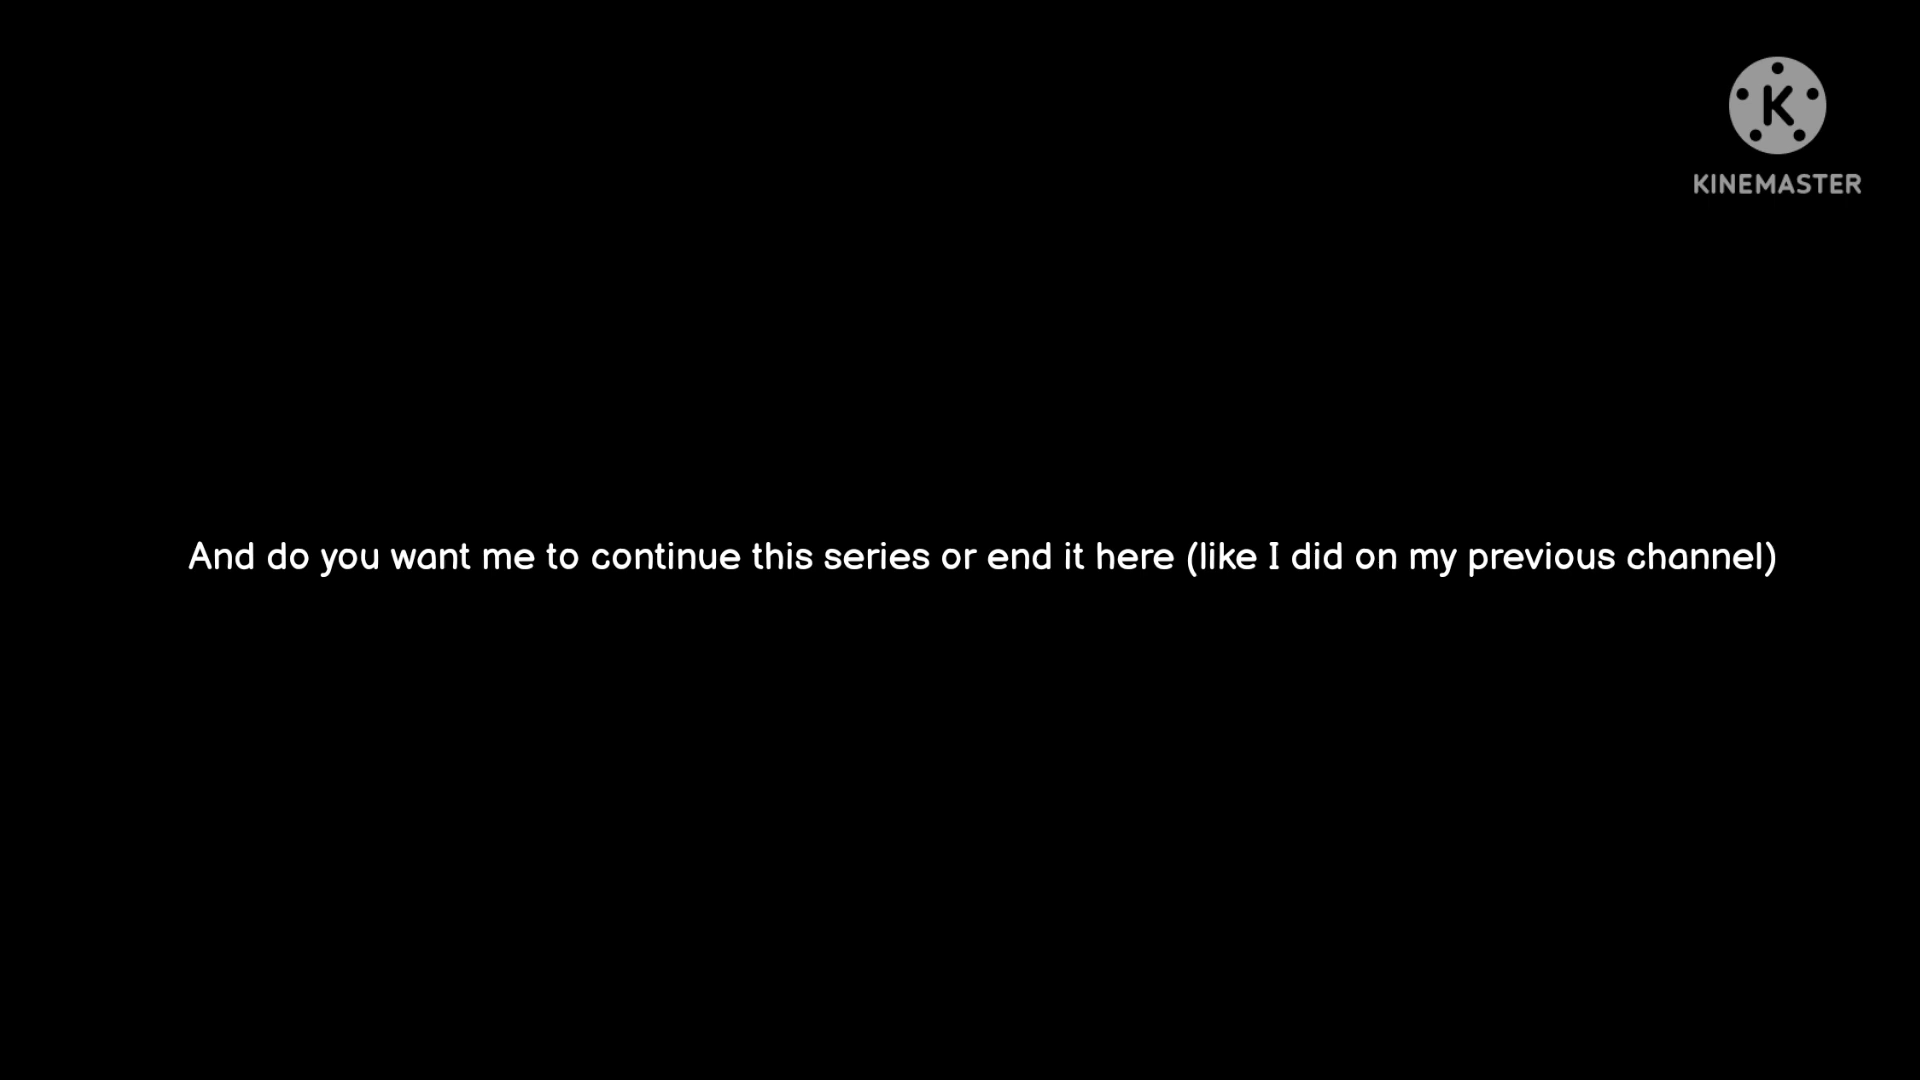 K
KINEMASTER
And do you want me to continue this series or end it here (like I did on my previous channel)